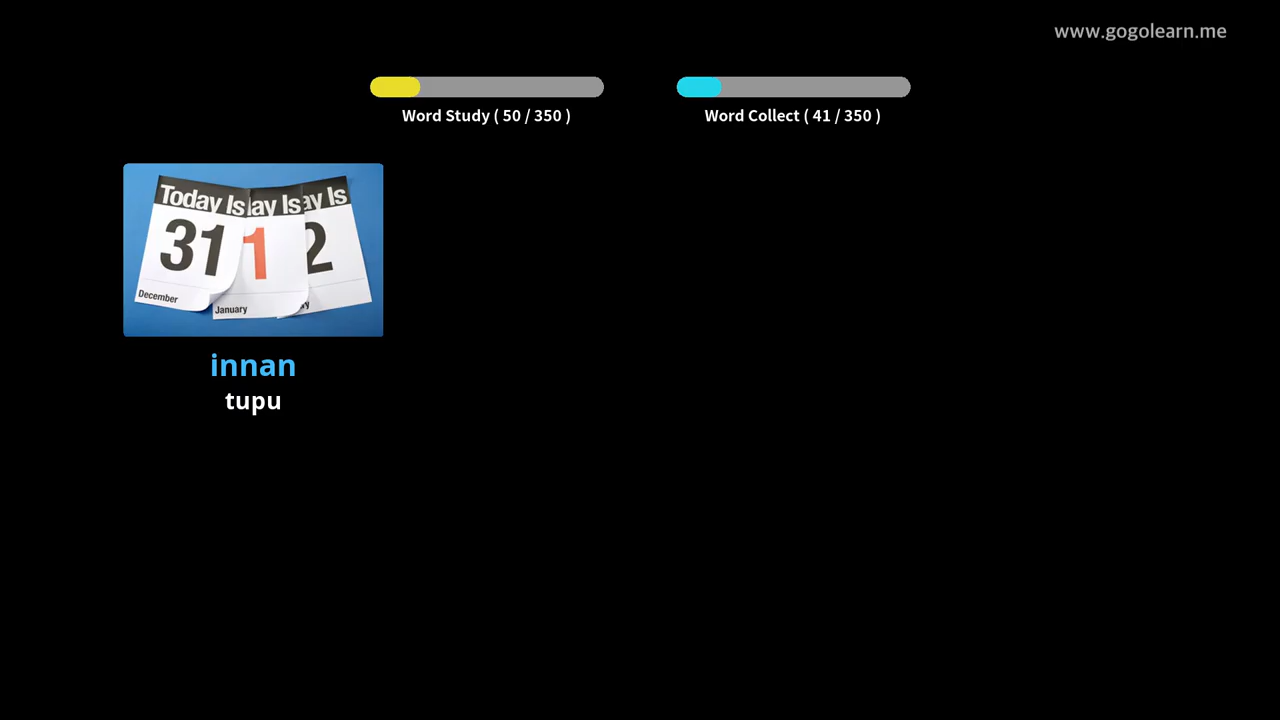 www.gogolearn.me
Word Study ( 50 / 350 )
Word Collect ( 41 / 350 )
Today Is
ay Is
ay Is
31
1
2
December
January
innan
tupu